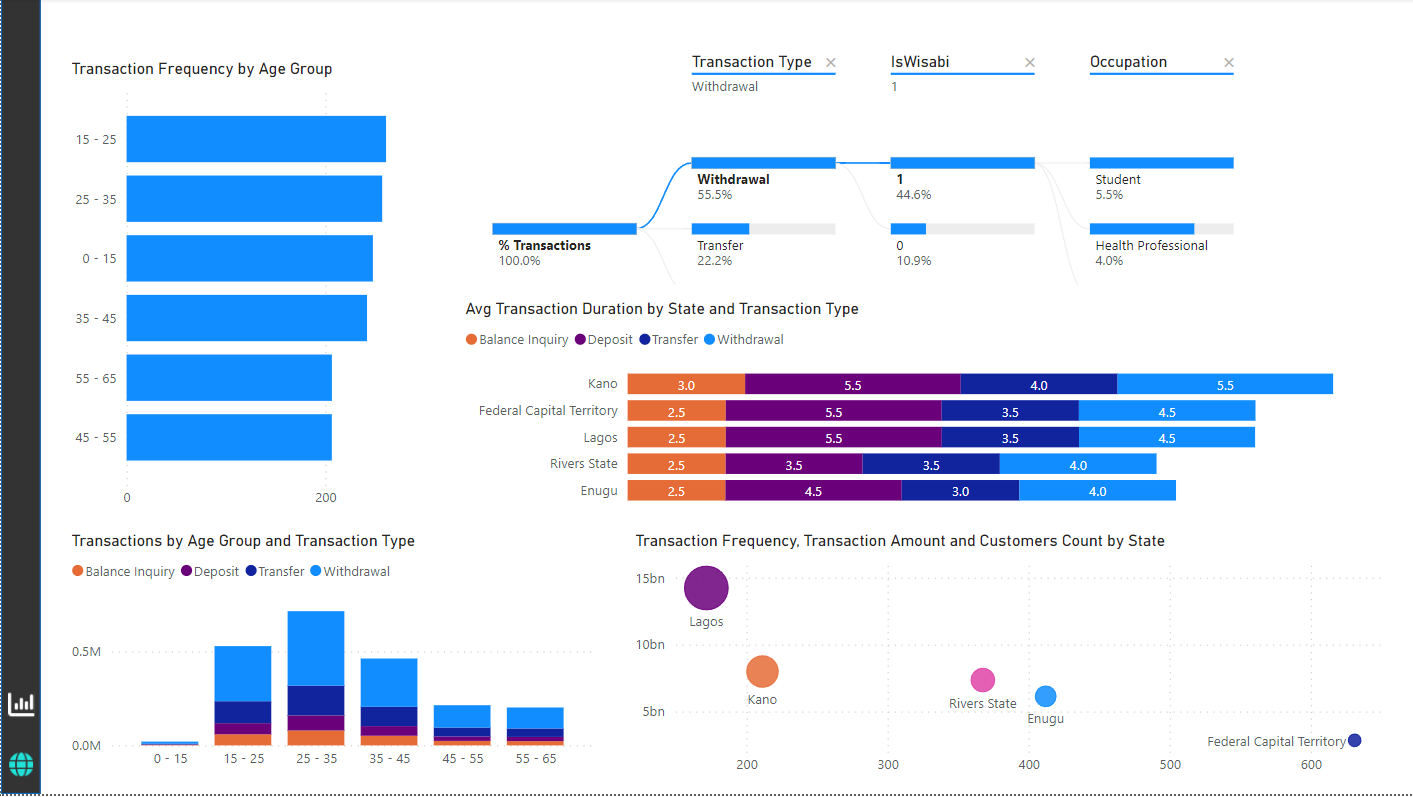 Transaction Frequency by Age Group
15 - 25
25 - 35
0 - 15
35 - 45
55 - 65
45 - 55
0 200
Transaction Type ×
Withdrawal
IsWisabi ×
1
Occupation ×
% Transactions
100.0%
Withdrawal
55.5%
Transfer
22.2%
1
44.6%
0
10.9%
Student
5.5%
Health Professional
4.0%
Avg Transaction Duration by State and Transaction Type
Balance Inquiry Deposit Transfer Withdrawal
Kano 3.0 5.5 4.0 5.5
Federal Capital Territory 2.5 5.5 3.5 4.5
Lagos 2.5 5.5 3.5 4.5
Rivers State 2.5 3.5 3.5 4.0
Enugu 2.5 4.5 3.0 4.0
Transactions by Age Group and Transaction Type
Balance Inquiry Deposit Transfer Withdrawal
0.5M
0.0M
0 - 15 15 - 25 25 - 35 35 - 45 45 - 55 55 - 65
Transaction Frequency, Transaction Amount and Customers Count by State
15bn
Lagos
10bn
Kano
Rivers State
5bn
Enugu
Federal Capital Territory
200 300 400 500 600